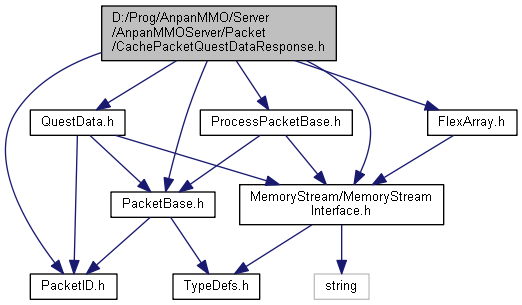 D:/Prog/AnpanMMO/Server
/AnpanMMOServer/Packet
/CachePacketQuestDataResponse.h
QuestData.h
ProcessPacketBase.h
FlexArray.h
PacketBase.h
MemoryStream/MemoryStream
Interface.h
PacketID.h
TypeDefs.h
string